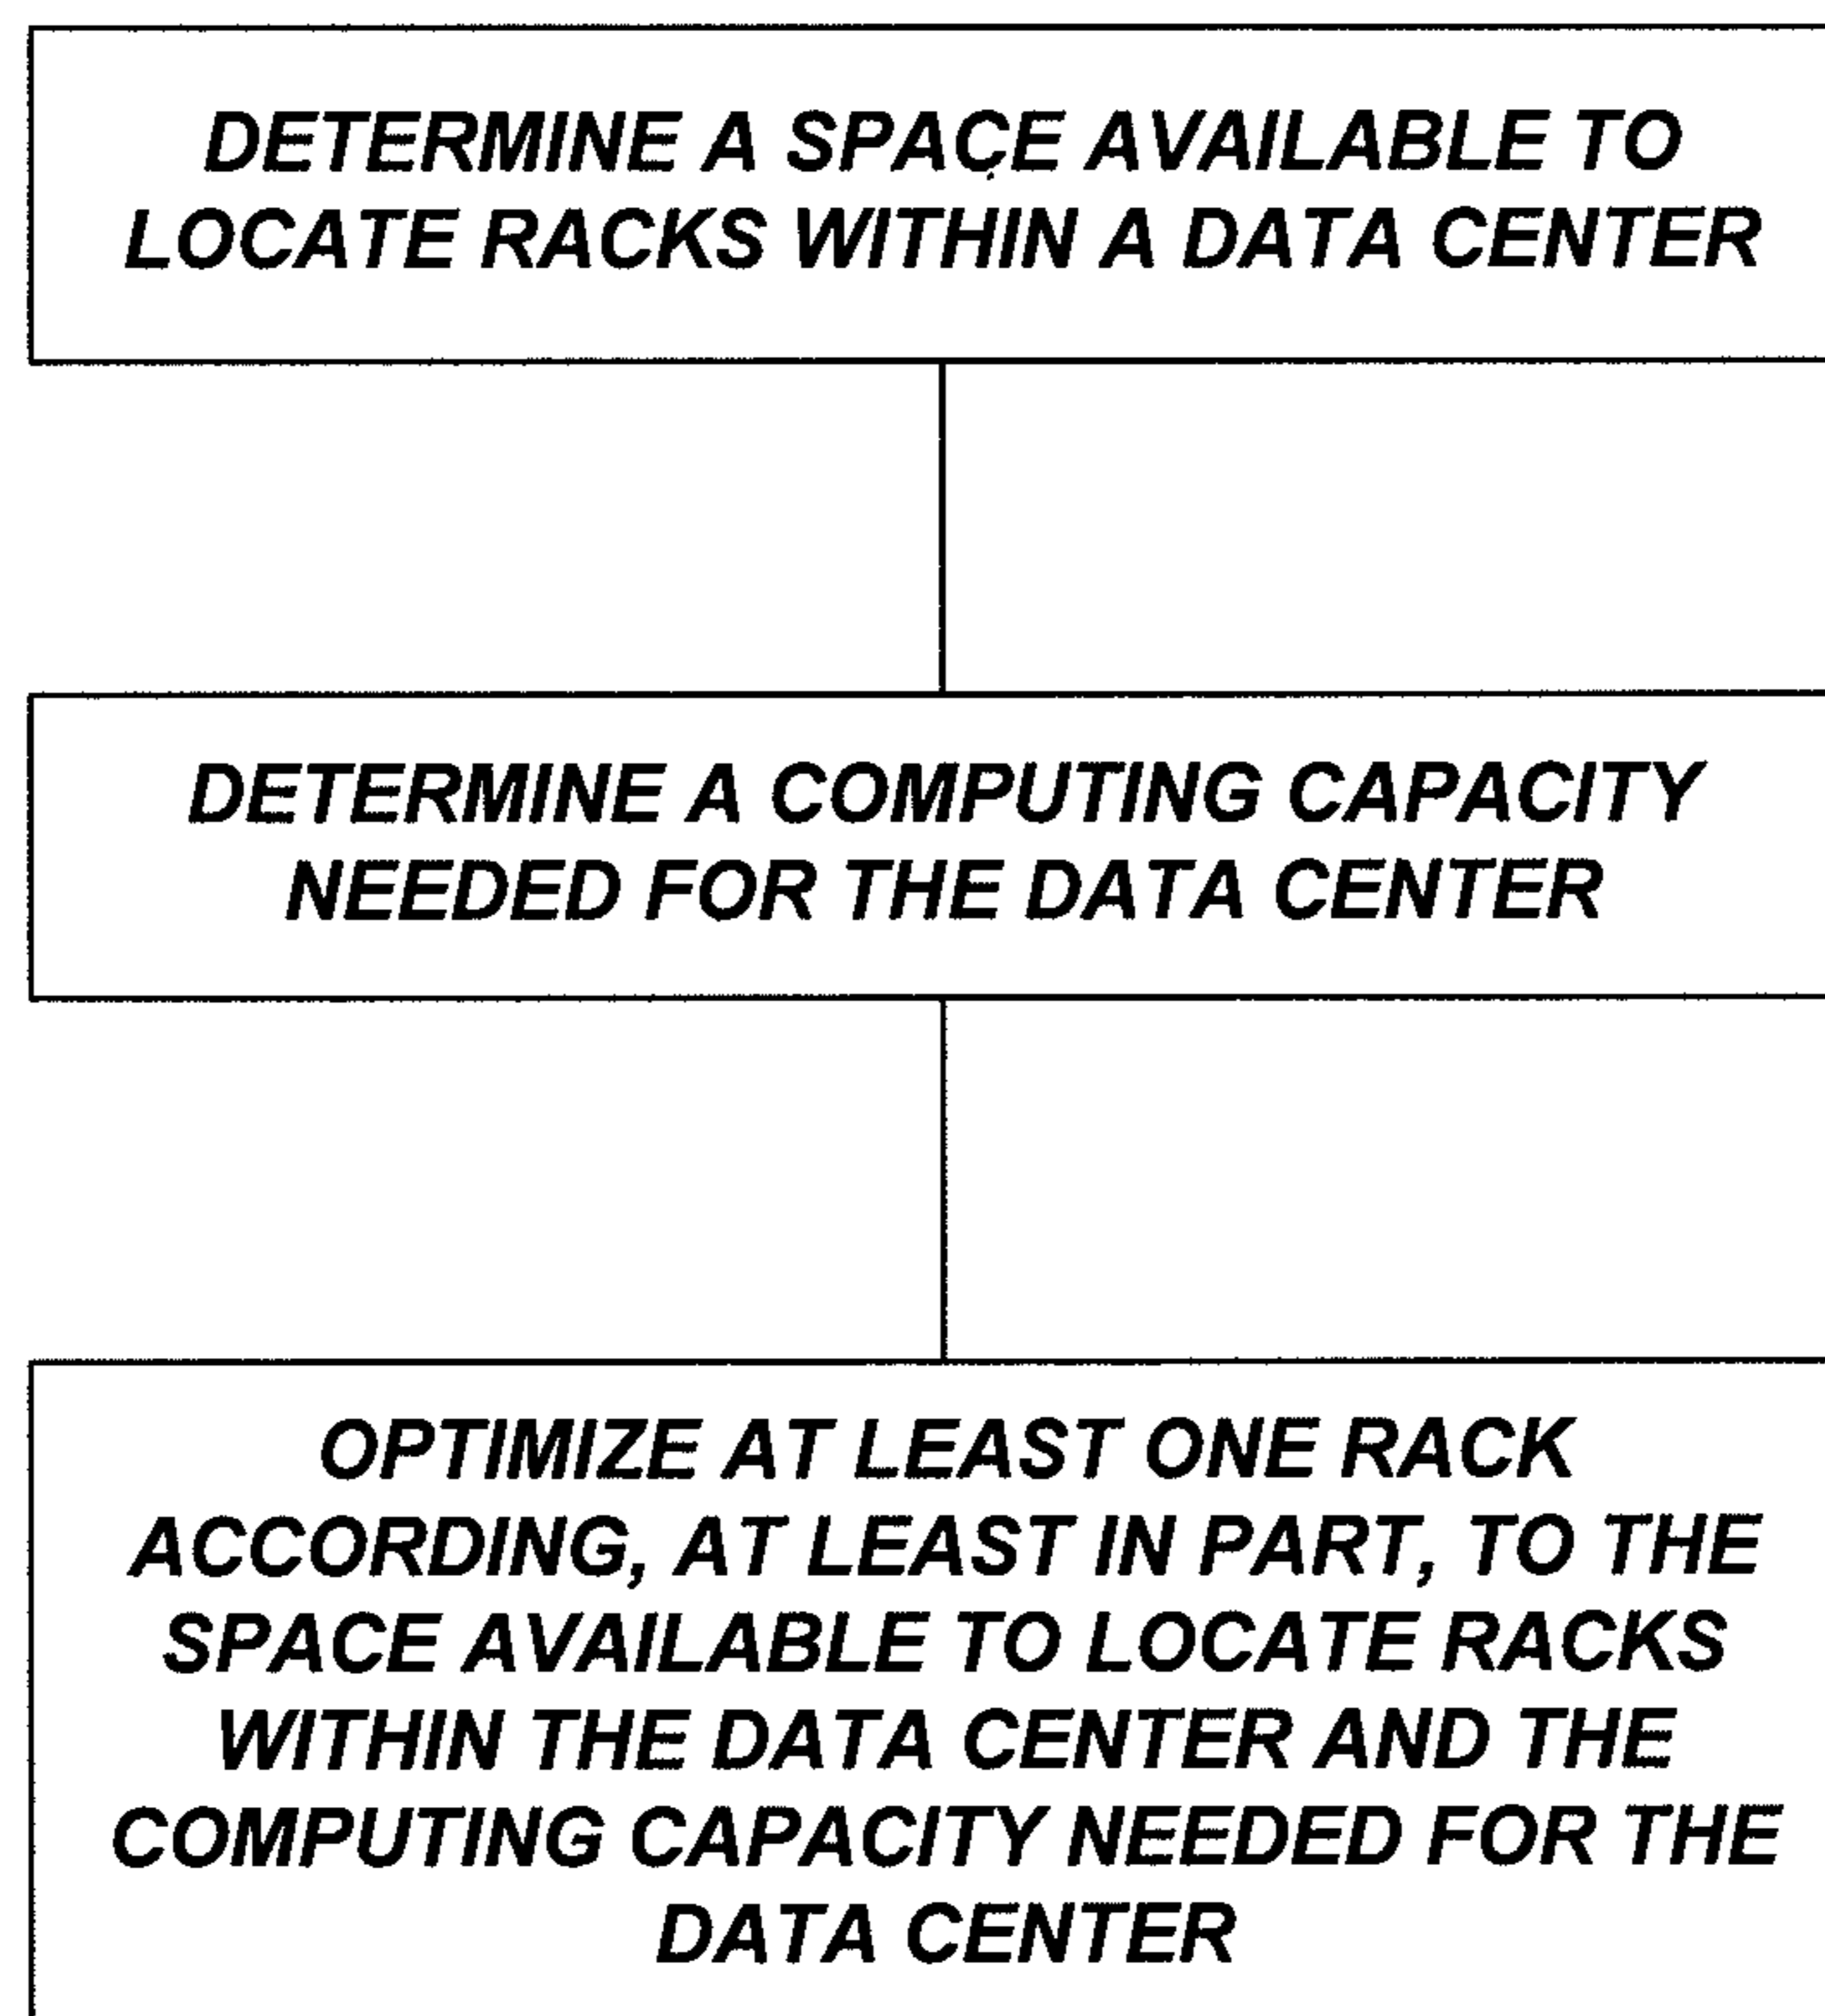 DETERMINE A SPACE AVAILABLE TO
LOCATE RACKS WITHIN A DATA CENTER
DETERMINE A COMPUTING CAPACITY
NEEDED FOR THE DATA CENTER
OPTIMIZE AT LEAST ONE RACK
ACCORDING, AT LEAST IN PART, TO THE
SPACE AVAILABLE TO LOCATE RACKS
WITHIN THE DATA CENTER AND THE
COMPUTING CAPACITY NEEDED FOR THE
DATA CENTER